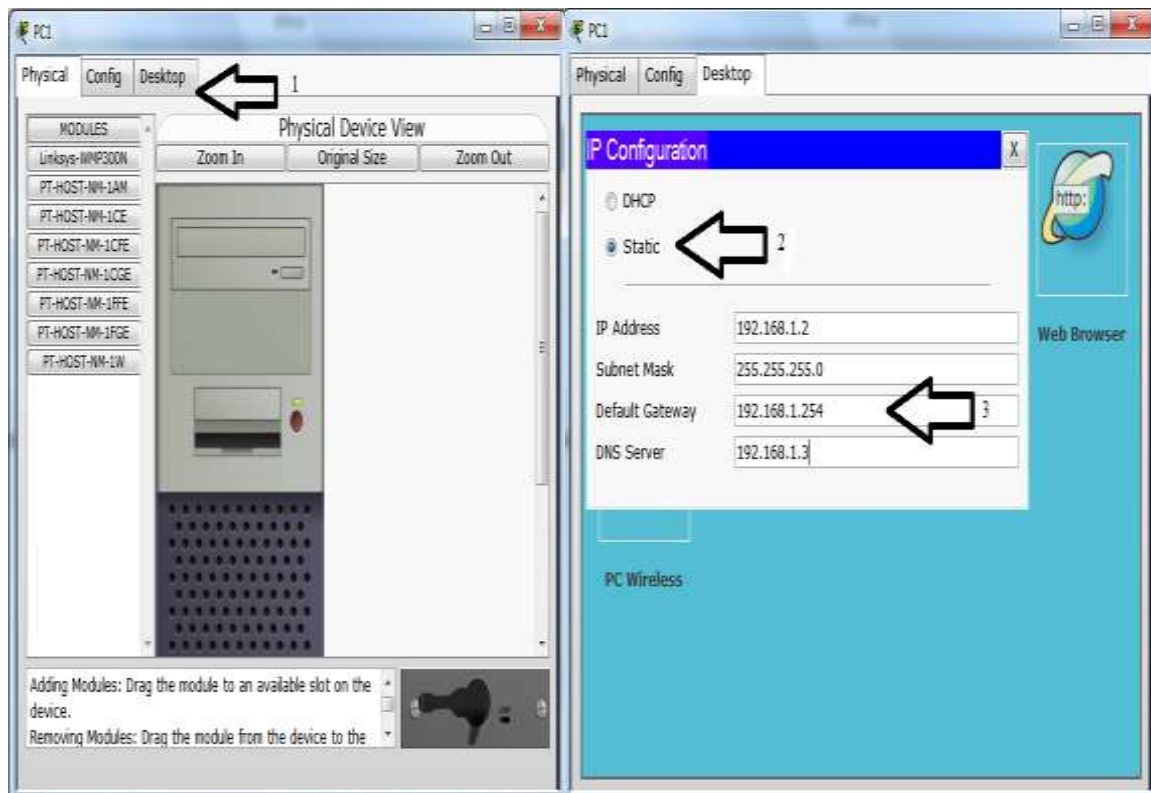 PC1
Physical Config Desktop
1
MODULES
Linksys-WMP300N
PT-HOST-NM-1AM
PT-HOST-NM-1CE
PT-HOST-NM-1CFE
PT-HOST-NM-1CGE
PT-HOST-NM-1FFE
PT-HOST-NM-1FGE
PT-HOST-NM-1W
Physical Device View
Zoom In Original Size Zoom Out
Adding Modules: Drag the module to an available slot on the
device.
Removing Modules: Drag the module from the device to the
PC1
Physical Config Desktop
IP Configuration X
DHCP
Static
2
IP Address 192.168.1.2
Subnet Mask 255.255.255.0
Default Gateway 192.168.1.254
3
DNS Server 192.168.1.3
http:
Web Browser
PC Wireless